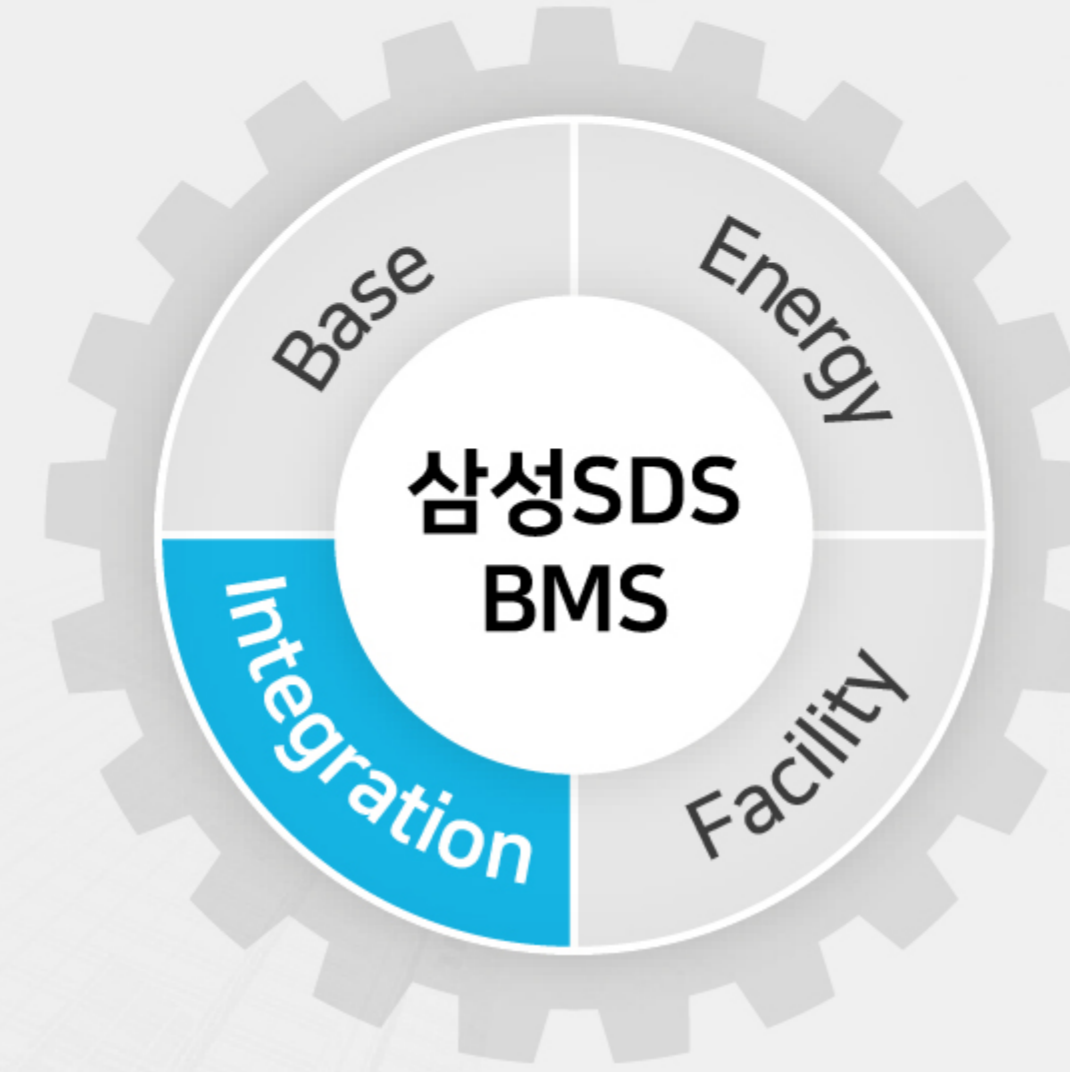 Base
Energy
삼성SDS
BMS
Integration
Facility